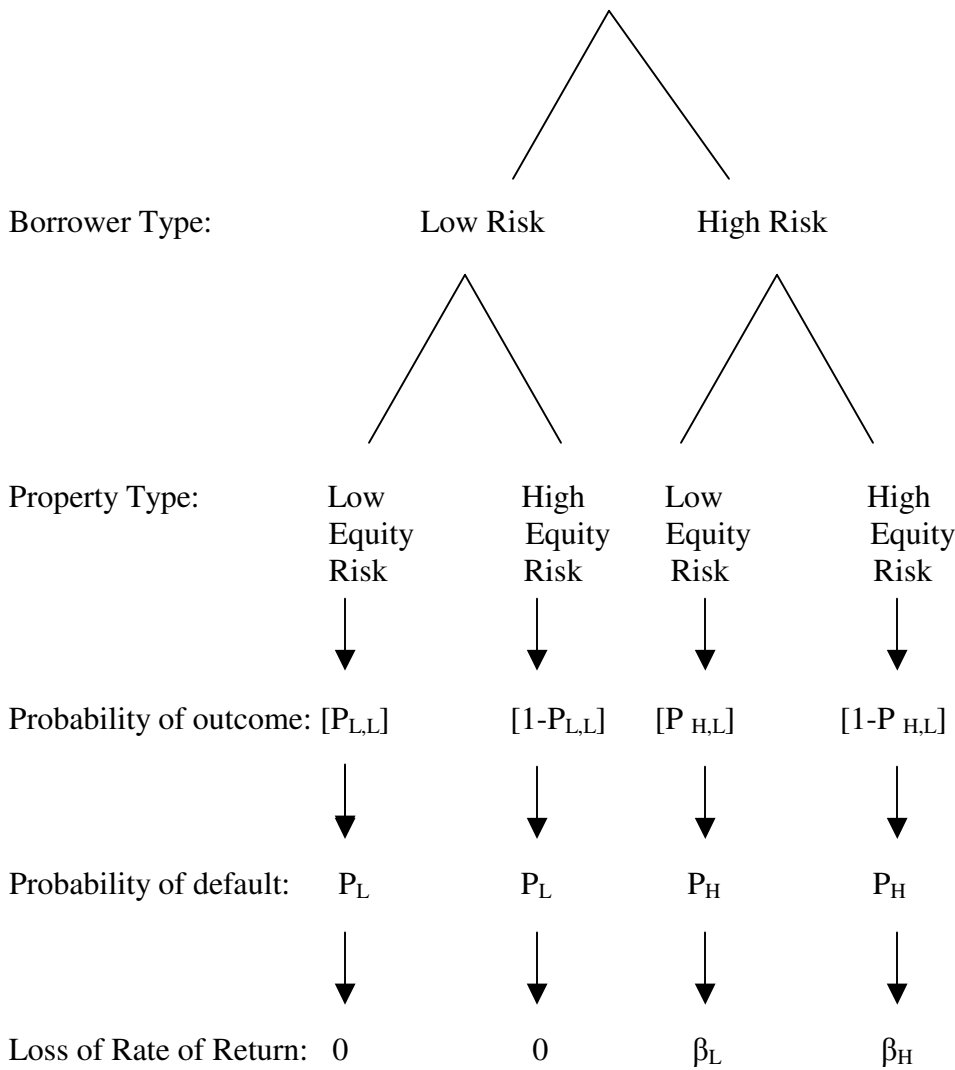 Borrower Type: Low Risk High Risk
Property Type: Low High Low High
Equity Equity Equity Equity
Risk Risk Risk Risk
Probability of outcome: [P_{L,L}] [1-P_{L,L}] [P_{H,L}] [1-P_{H,L}]
Probability of default: P_L P_L P_H P_H
Loss of Rate of Return: 0 0 β_L β_H